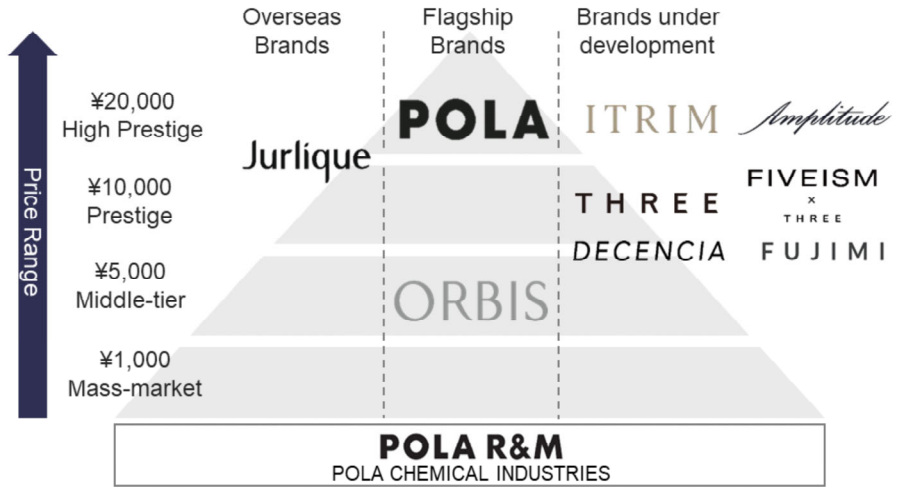 Overseas
Brands
Flagship
Brands
Brands under
development
Price Range
¥20,000
High Prestige
POLA
ITRIM
Amplitude
Jurlique
¥10,000
Prestige
THREE
FIVEISM
x
THREE
DECENCIA
FUJIMI
¥5,000
Middle-tier
ORBIS
¥1,000
Mass-market
POLA R&M
POLA CHEMICAL INDUSTRIES